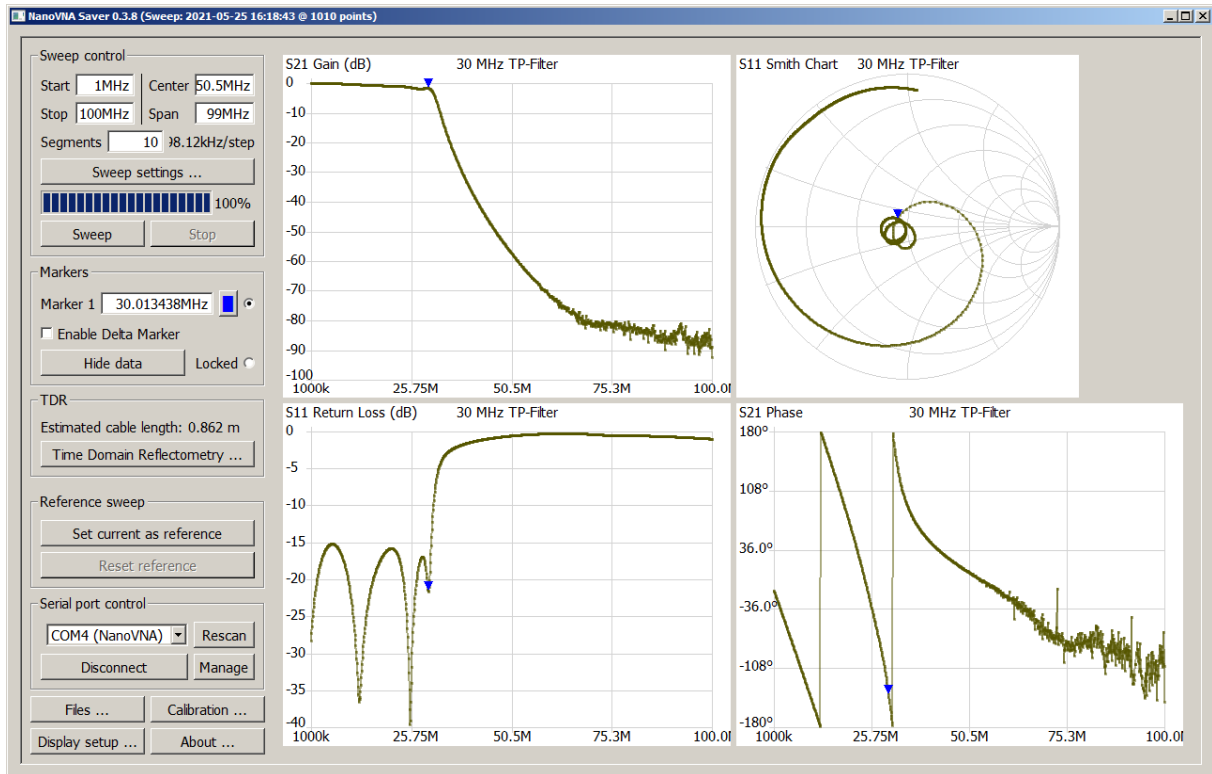 NanoVNA Saver 0.3.8 (Sweep: 2021-05-25 16:18:43 @ 1010 points)
Sweep control
Start 1MHz Center 50.5MHz
Stop 100MHz Span 99MHz
Segments 10 98.12kHz/step
Sweep settings ...
100%
Sweep Stop
Markers
Marker 1 30.013438MHz
Enable Delta Marker
Hide data Locked
TDR
Estimated cable length: 0.862 m
Time Domain Reflectometry ...
Reference sweep
Set current as reference
Reset reference
Serial port control
COM4 (NanoVNA) Rescan
Disconnect Manage
Files ... Calibration ...
Display setup ... About ...
S21 Gain (dB) 30 MHz TP-Filter
0
-10
-20
-30
-40
-50
-60
-70
-80
-90
-100
1000k 25.75M 50.5M 75.3M 100.0
S11 Smith Chart 30 MHz TP-Filter
S11 Return Loss (dB) 30 MHz TP-Filter
0
-5
-10
-15
-20
-25
-30
-35
-40
1000k 25.75M 50.5M 75.3M 100.0
S21 Phase 30 MHz TP-Filter
180°
108°
36.0°
-36.0°
-108°
-180°
1000k 25.75M 50.5M 75.3M 100.0